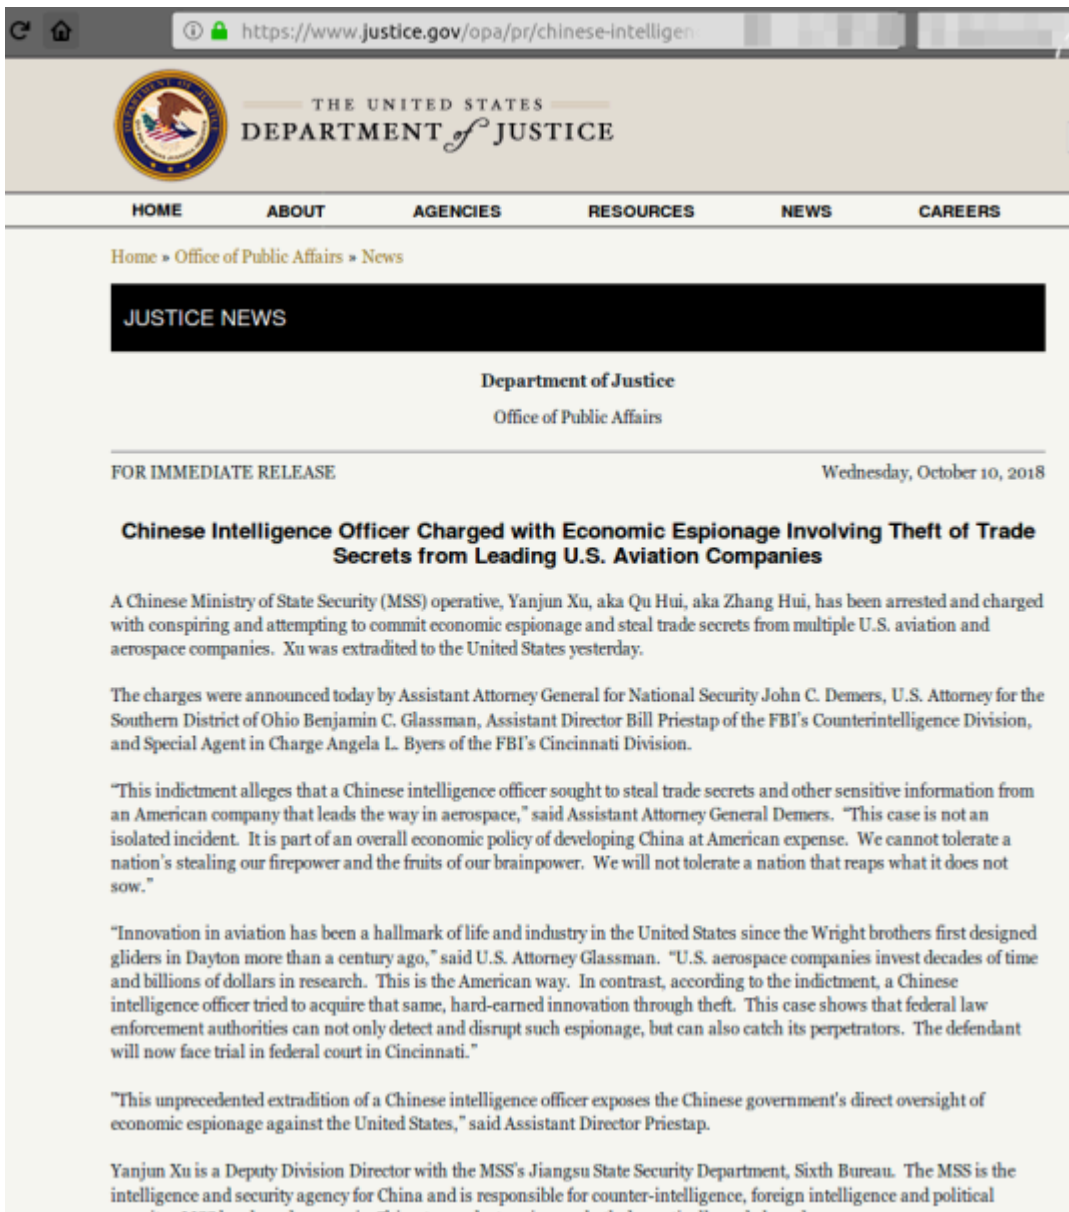 https://www.justice.gov/opa/pr/chinese-intelligen
THE UNITED STATES
DEPARTMENT of JUSTICE
HOME ABOUT AGENCIES RESOURCES NEWS CAREERS
Home » Office of Public Affairs » News
JUSTICE NEWS
Department of Justice
Office of Public Affairs
FOR IMMEDIATE RELEASE Wednesday, October 10, 2018
Chinese Intelligence Officer Charged with Economic Espionage Involving Theft of Trade
Secrets from Leading U.S. Aviation Companies
A Chinese Ministry of State Security (MSS) operative, Yanjun Xu, aka Qu Hui, aka Zhang Hui, has been arrested and charged
with conspiring and attempting to commit economic espionage and steal trade secrets from multiple U.S. aviation and
aerospace companies.  Xu was extradited to the United States yesterday.
The charges were announced today by Assistant Attorney General for National Security John C. Demers, U.S. Attorney for the
Southern District of Ohio Benjamin C. Glassman, Assistant Director Bill Priestap of the FBI's Counterintelligence Division,
and Special Agent in Charge Angela L. Byers of the FBI's Cincinnati Division.
“This indictment alleges that a Chinese intelligence officer sought to steal trade secrets and other sensitive information from
an American company that leads the way in aerospace,” said Assistant Attorney General Demers.  “This case is not an
isolated incident.  It is part of an overall economic policy of developing China at American expense.  We cannot tolerate a
nation's stealing our firepower and the fruits of our brainpower.  We will not tolerate a nation that reaps what it does not
sow.”
“Innovation in aviation has been a hallmark of life and industry in the United States since the Wright brothers first designed
gliders in Dayton more than a century ago,” said U.S. Attorney Glassman.  “U.S. aerospace companies invest decades of time
and billions of dollars in research.  This is the American way.  In contrast, according to the indictment, a Chinese
intelligence officer tried to acquire that same, hard-earned innovation through theft.  This case shows that federal law
enforcement authorities can not only detect and disrupt such espionage, but can also catch its perpetrators.  The defendant
will now face trial in federal court in Cincinnati.”
"This unprecedented extradition of a Chinese intelligence officer exposes the Chinese government's direct oversight of
economic espionage against the United States,” said Assistant Director Priestap.
Yanjun Xu is a Deputy Division Director with the MSS's Jiangsu State Security Department, Sixth Bureau.  The MSS is the
intelligence and security agency for China and is responsible for counter-intelligence, foreign intelligence and political